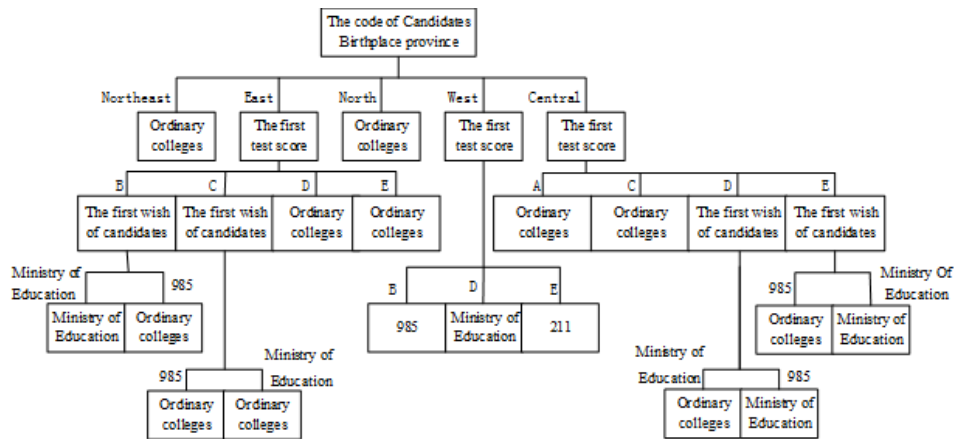 The code of Candidates
Birthplace province
Northeast East North West Central
Ordinary
colleges
The first
test score
Ordinary
colleges
The first
test score
The first
test score
B C D E
A C D E
The first wish
of candidates
The first wish
of candidates
Ordinary
colleges
Ordinary
colleges
Ordinary
colleges
Ordinary
colleges
The first wish
of candidates
The first wish
of candidates
Ministry of
Education
985
Ministry of
Education
Ordinary
colleges
B D E
985
Ministry of
Education
211
985
Ministry Of
Education
Ordinary
colleges
Ministry of
Education
985
Ministry of
Education
Ordinary
colleges
Ordinary
colleges
Ministry of
Education
985
Ordinary
colleges
Ministry of
Education